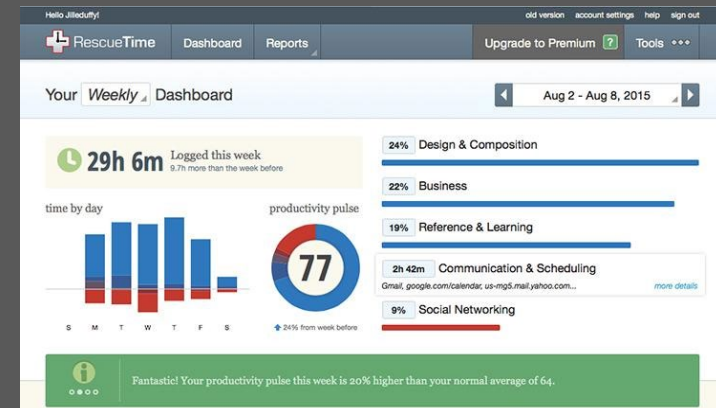 Hello Jilleduffy!
old version account settings help sign out
RescueTime Dashboard Reports Upgrade to Premium ? Tools
Your Weekly Dashboard
Aug 2 - Aug 8, 2015
29h 6m Logged this week
9.7h more than the week before
time by day
S M T W T F S
productivity pulse
77
24% from week before
24% Design & Composition
22% Business
19% Reference & Learning
2h 42m Communication & Scheduling
Gmail, google.com/calendar, us-mg5.mail.yahoo.com... more details
9% Social Networking
Fantastic! Your productivity pulse this week is 20% higher than your normal average of 64.